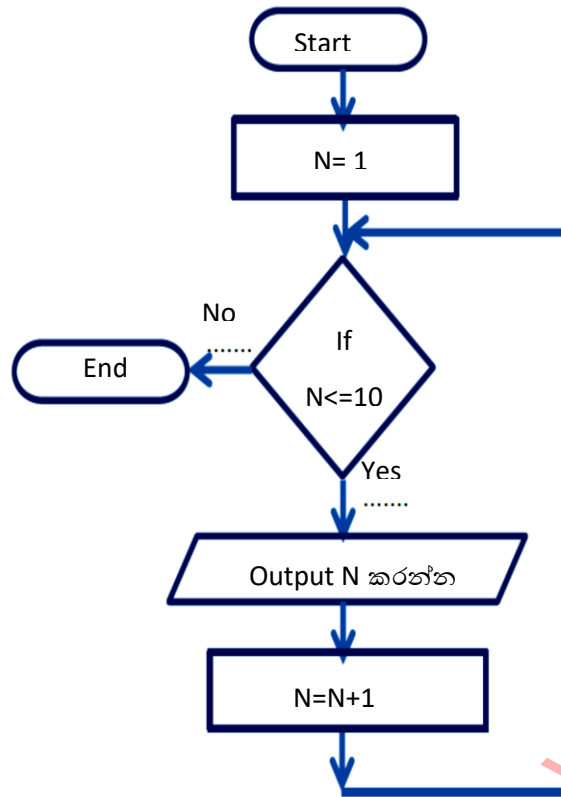 Start
N= 1
If
N<=10
No
.......
End
Yes
.......
Output N කරන්න
N=N+1